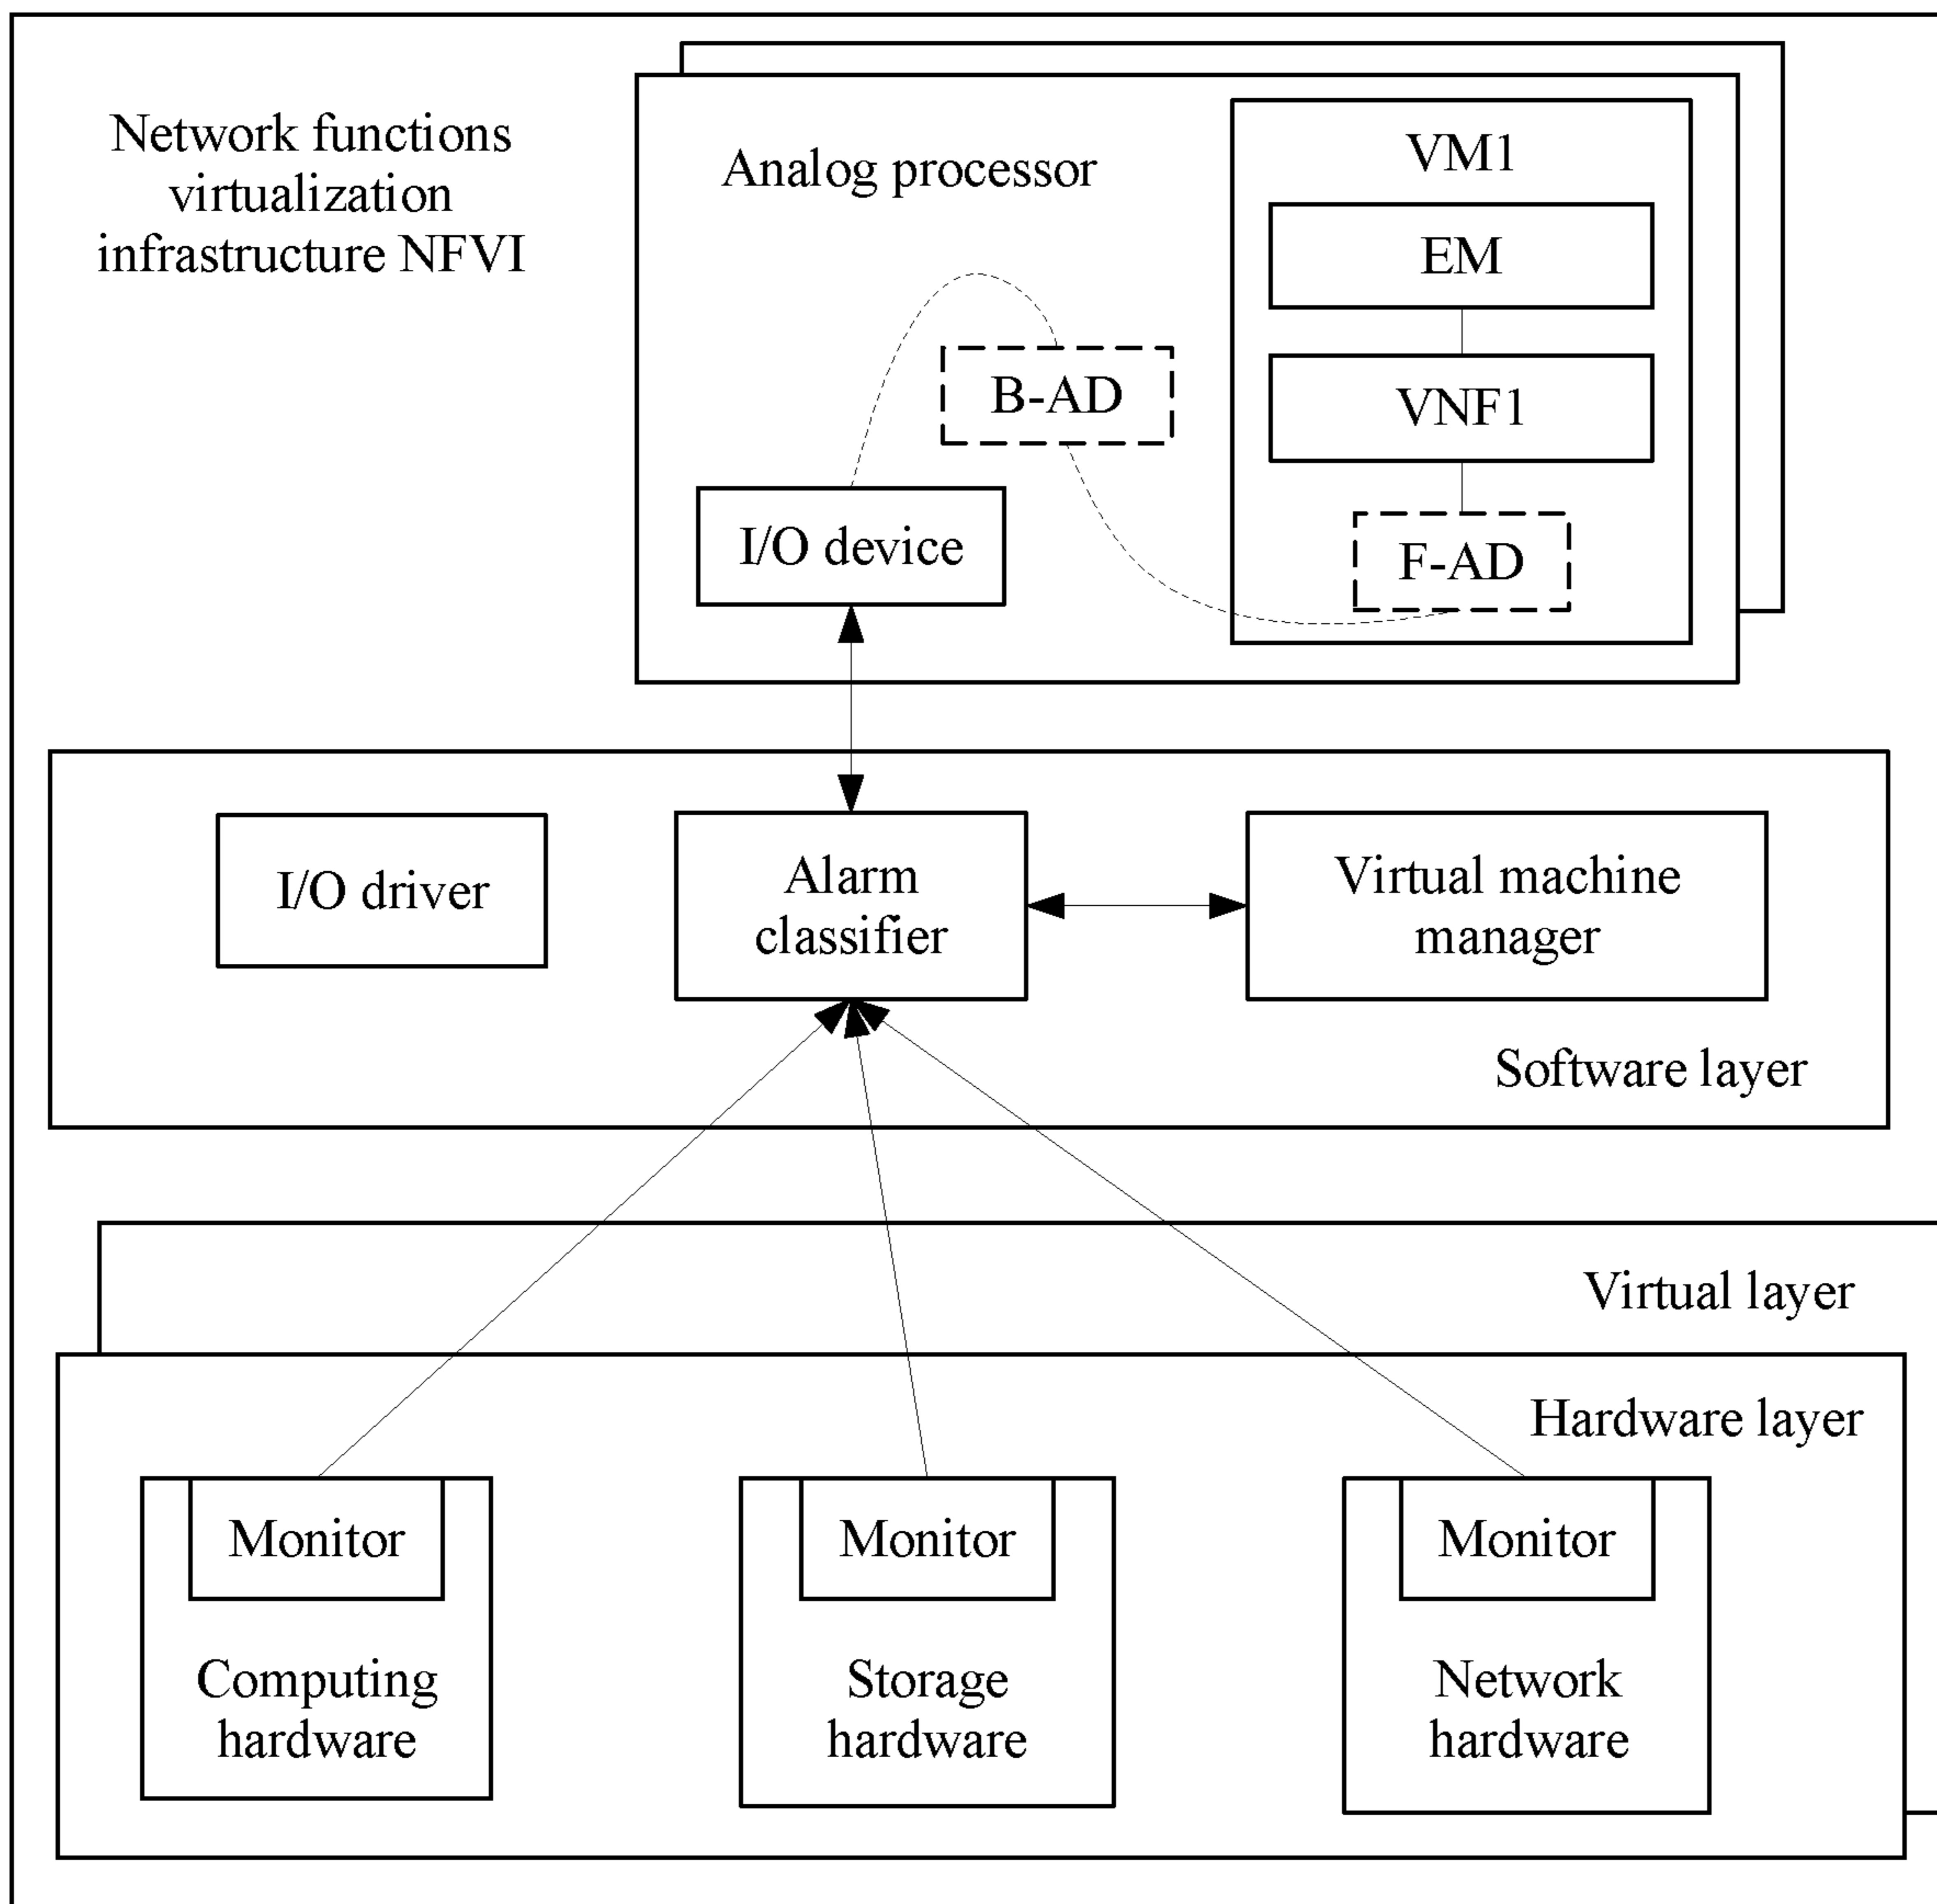 Network functions
virtualization
infrastructure NFVI
Analog processor
VM1
EM
B-AD
VNF1
I/O device
F-AD
I/O driver
Alarm
classifier
Virtual machine
manager
Software layer
Virtual layer
Hardware layer
Monitor
Monitor
Monitor
Computing
hardware
Storage
hardware
Network
hardware